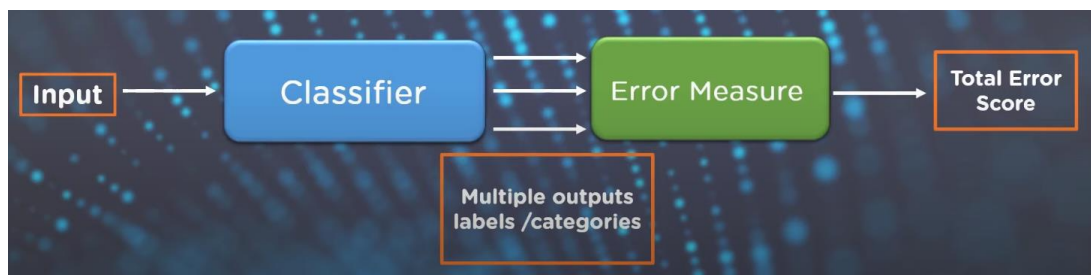 Input
Classifier
Error Measure
Total Error
Score
Multiple outputs
labels /categories